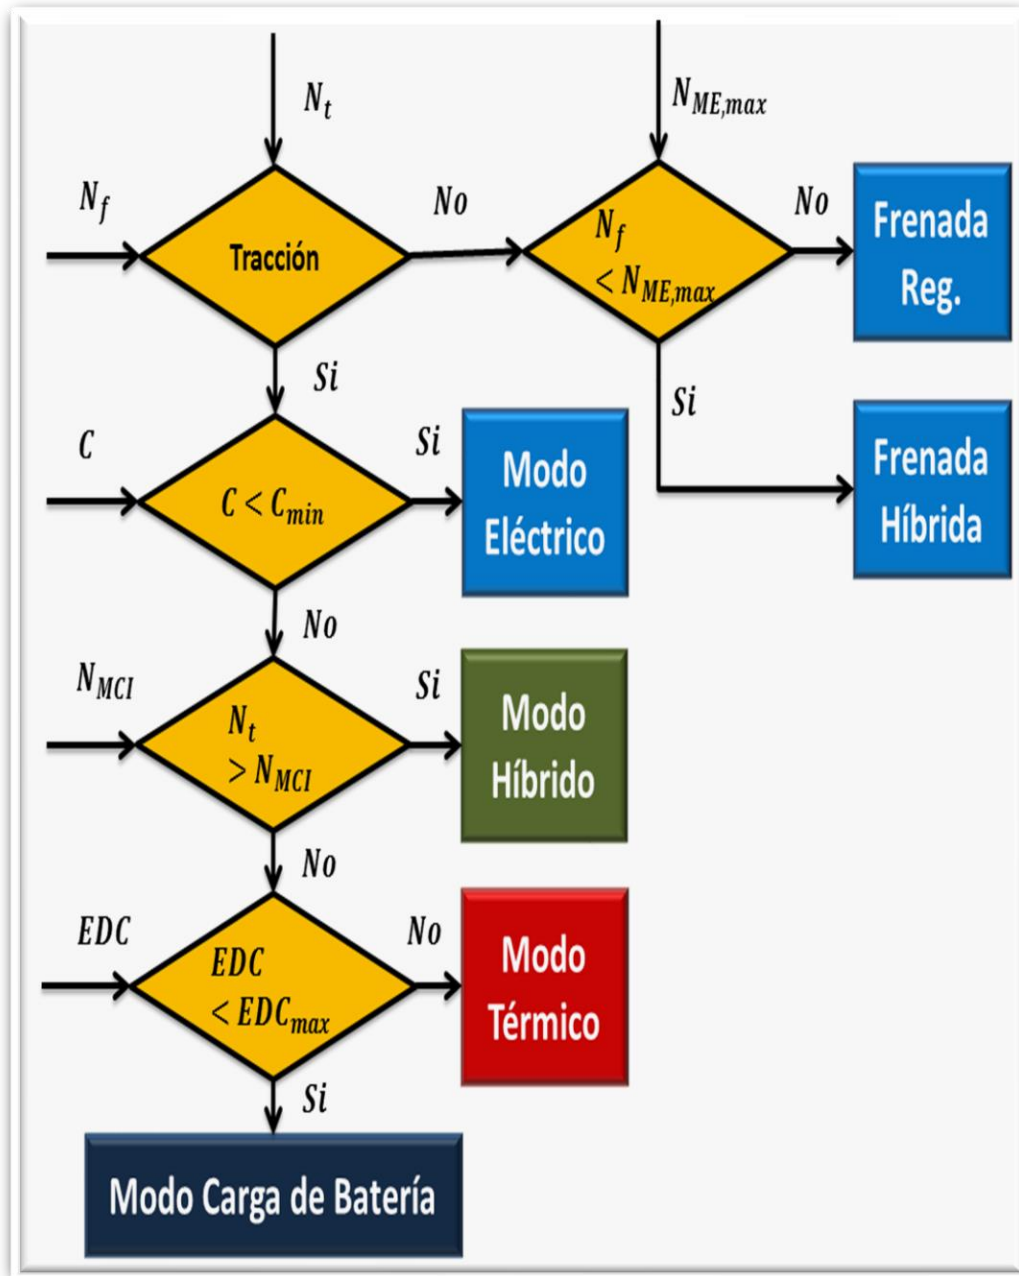 N_t
N_ME,max
N_f
Tracción
No
N_f
< N_ME,max
No
Frenada
Reg.
Si
Si
Frenada
Híbrida
C
C < C_min
Si
Modo
Eléctrico
No
N_MCI
N_t
> N_MCI
Si
Modo
Híbrido
No
EDC
EDC
< EDC_max
No
Modo
Térmico
Si
Modo Carga de Batería